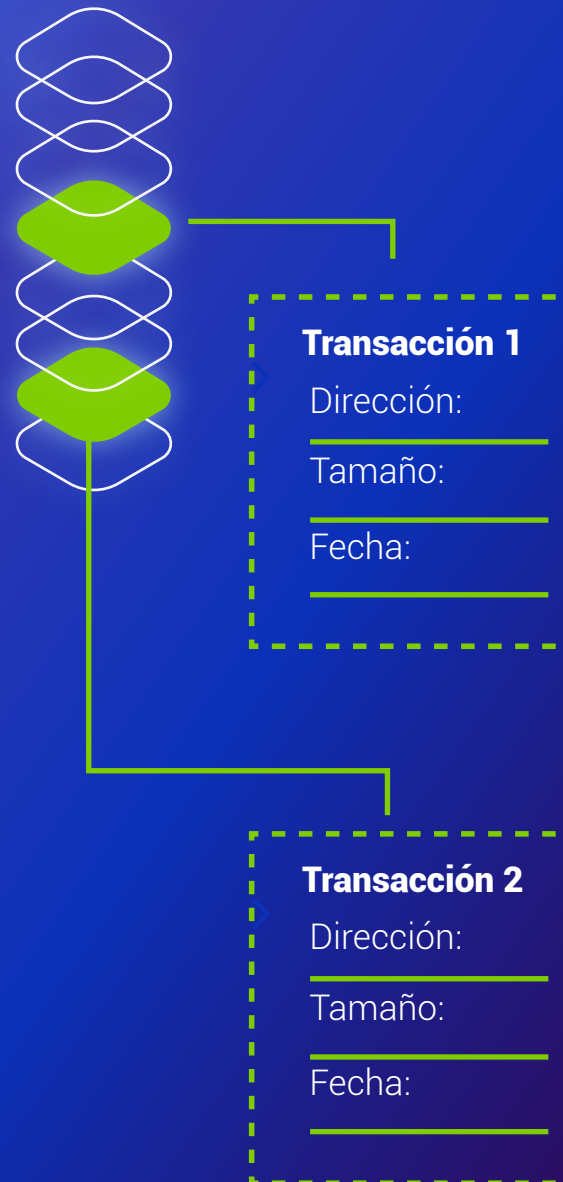 Transacción 1
Dirección:
Tamaño:
Fecha:
Transacción 2
Dirección:
Tamaño:
Fecha: